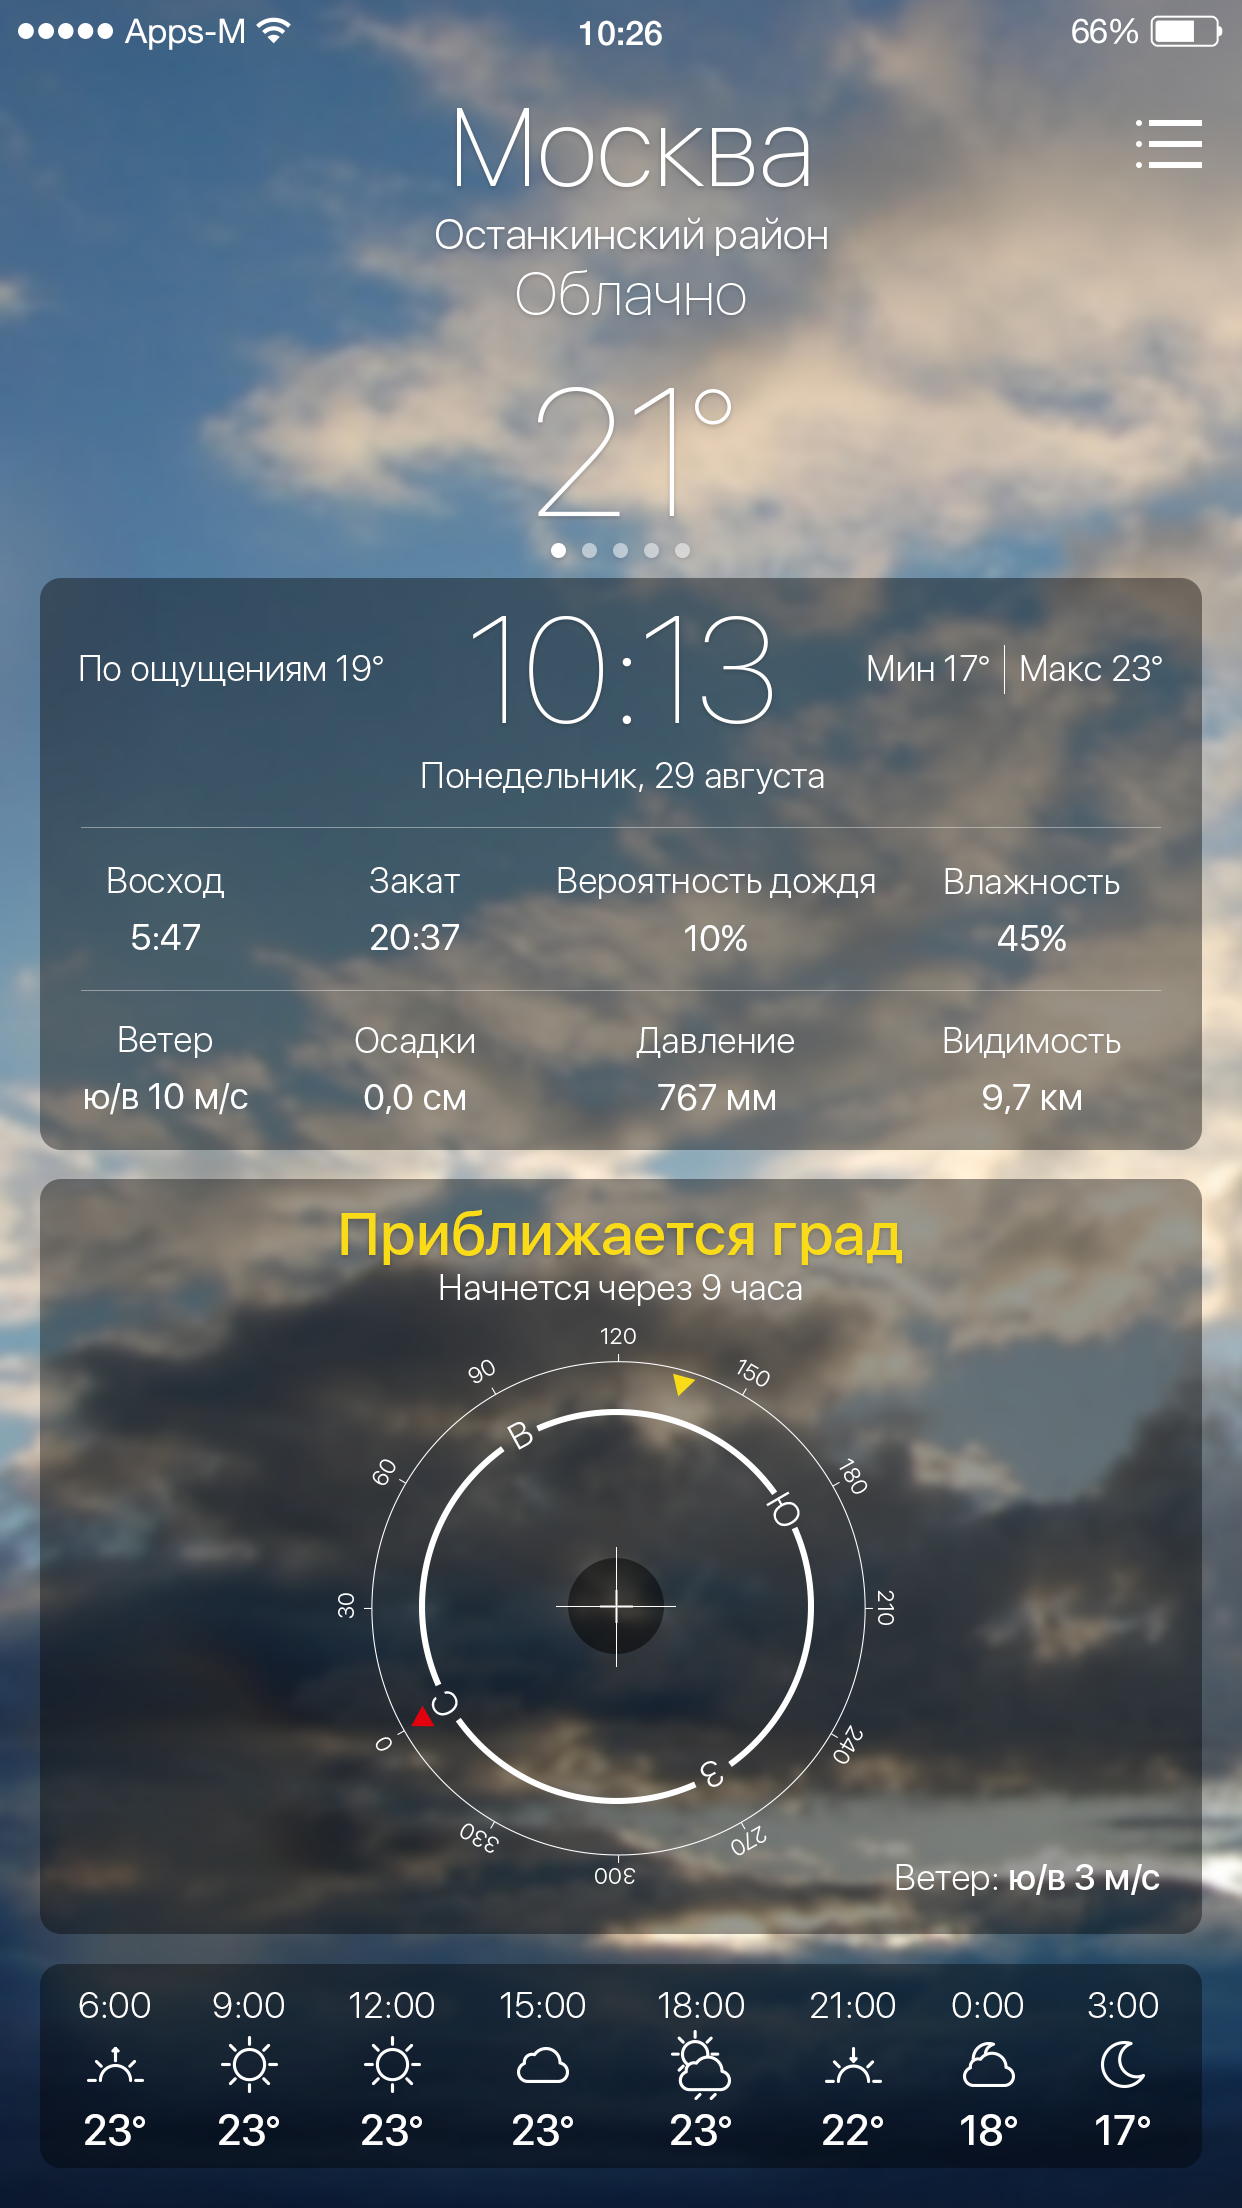 Apps-M 10:26 66%
Москва
Останкинский район
Облачно
21°
По ощущениям 19° 10:13 Мин 17° | Макс 23°
Понедельник, 29 августа
Восход Закат Вероятность дождя Влажность
5:47 20:37 10% 45%
Ветер Осадки Давление Видимость
ю/в 10 м/с 0,0 см 767 мм 9,7 км
Приближается град
Начнется через 9 часа
120
90 150
В
60 180
Ю
30 210
С
0 240
З
330 270
300
Ветер: ю/в 3 м/с
6:00 9:00 12:00 15:00 18:00 21:00 0:00 3:00
23° 23° 23° 23° 23° 22° 18° 17°